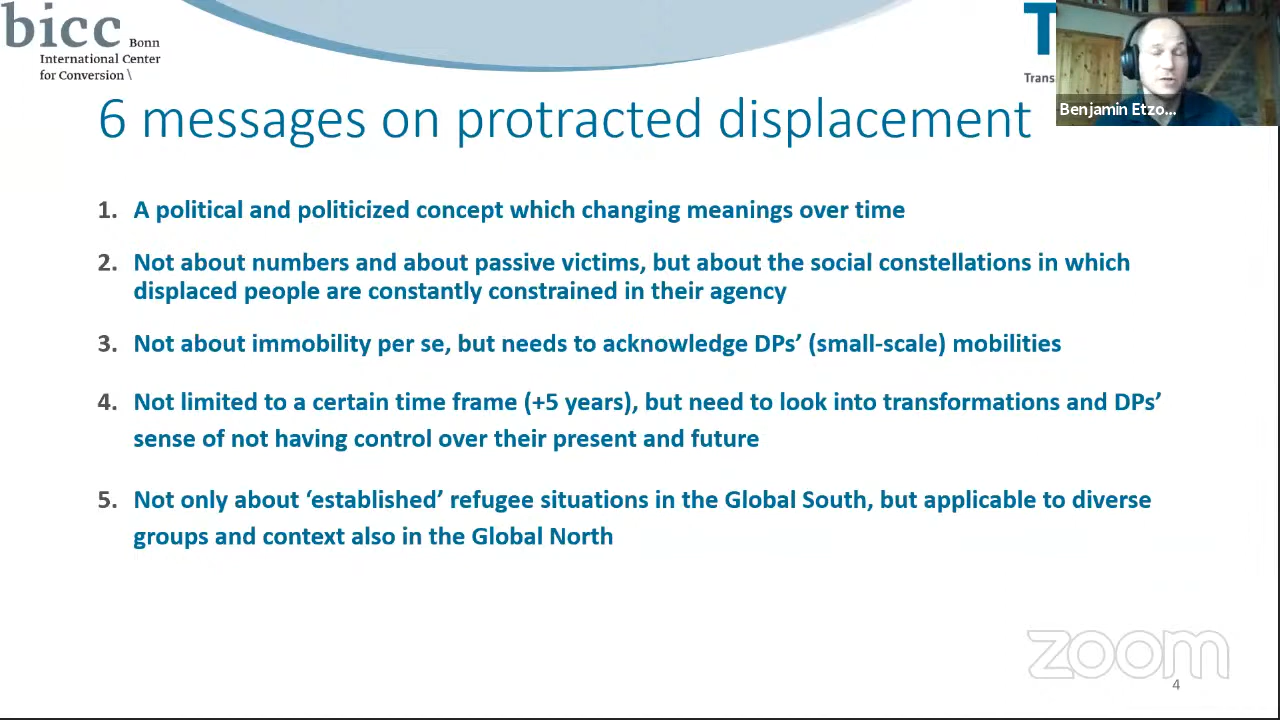 bicc Bonn
International Center
for Conversion \
T
Trans
Benjamin Etzo...
6 messages on protracted displacement
1. A political and politicized concept which changing meanings over time
2. Not about numbers and about passive victims, but about the social constellations in which
displaced people are constantly constrained in their agency
3. Not about immobility per se, but needs to acknowledge DPs’ (small-scale) mobilities
4. Not limited to a certain time frame (+5 years), but need to look into transformations and DPs’
sense of not having control over their present and future
5. Not only about ‘established’ refugee situations in the Global South, but applicable to diverse
groups and context also in the Global North
zoom
4